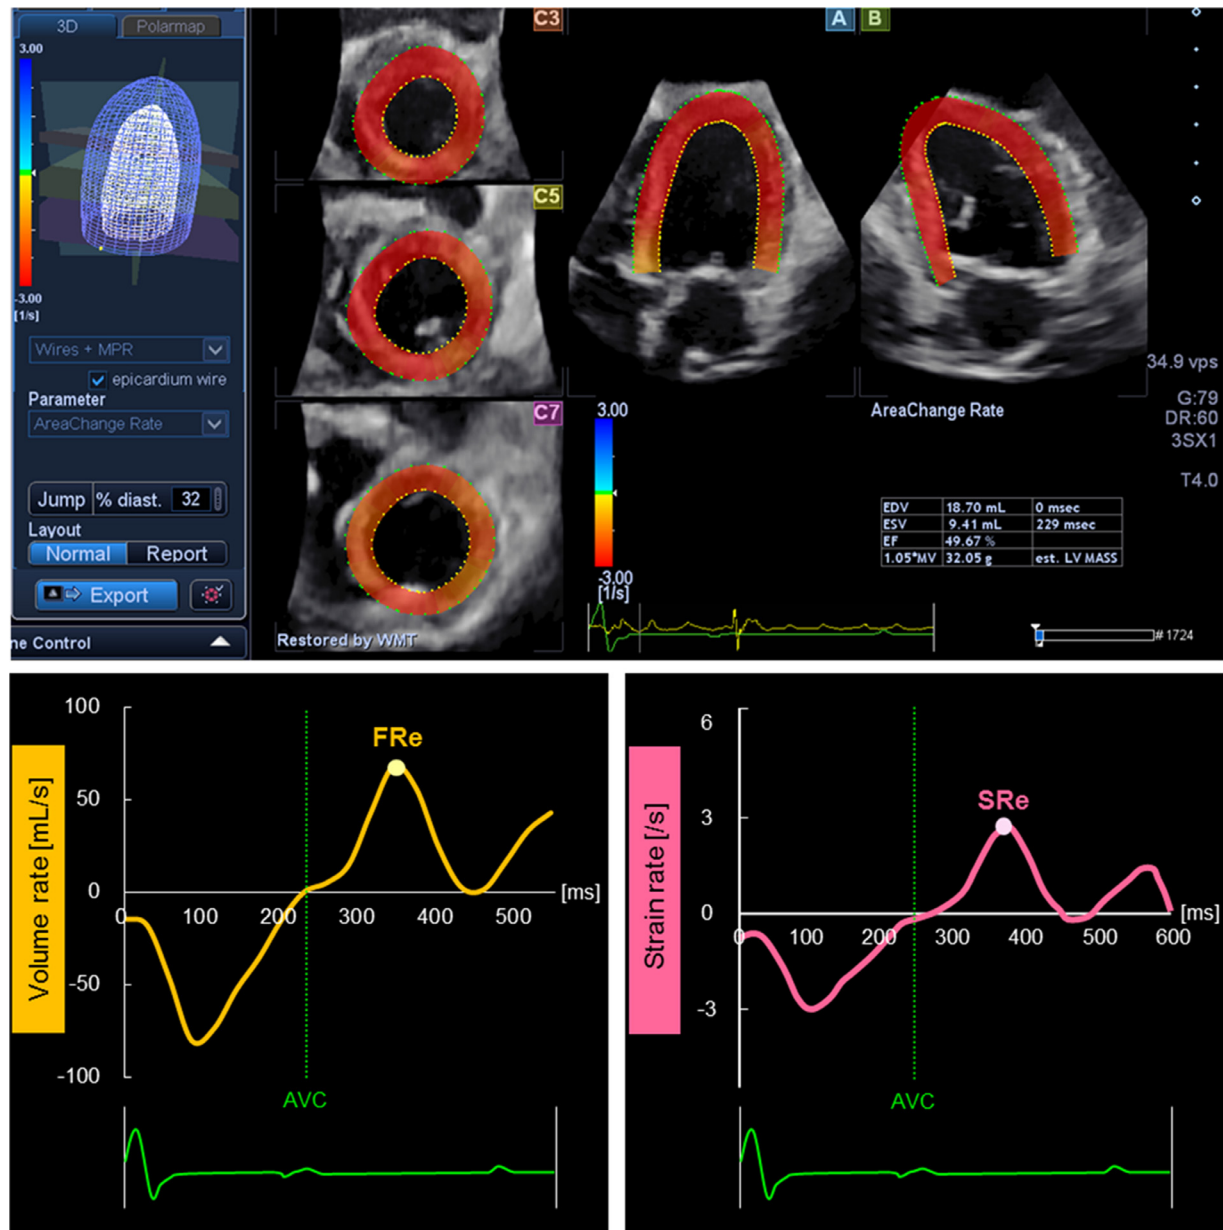 3D
Polarmap
3.00
-3.00
[1/s]
Wires + MPR
epicardium wire
Parameter
AreaChange Rate
Jump % diast. 32
Layout
Normal Report
Export
ne Control
C3
C5
C7
Restored by WMT
A
B
3.00
-3.00
[1/s]
AreaChange Rate
34.9 vps
G:79
DR:60
3SX1
T4.0
EDV 18.70 mL 0 msec
ESV 9.41 mL 229 msec
EF 49.67 %
1.05*MV 32.05 g est. LV MASS
# 1724
Volume rate [mL/s]
100
50
0
-50
-100
0 100 200 300 400 500 [ms]
FRe
AVC
Strain rate [/s]
6
3
0
-3
0 100 200 300 400 500 600 [ms]
SRe
AVC